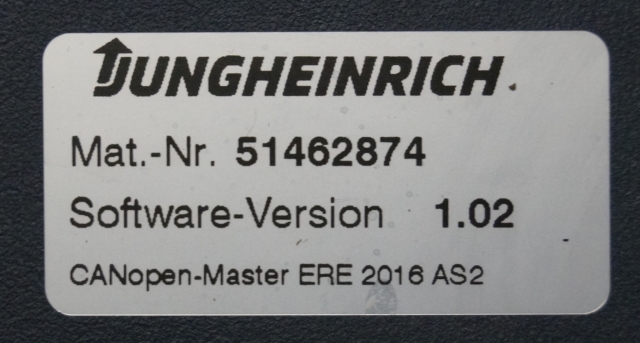 JUNGHEINRICH
Mat.-Nr. 51462874
Software-Version 1.02
CANopen-Master ERE 2016 AS2